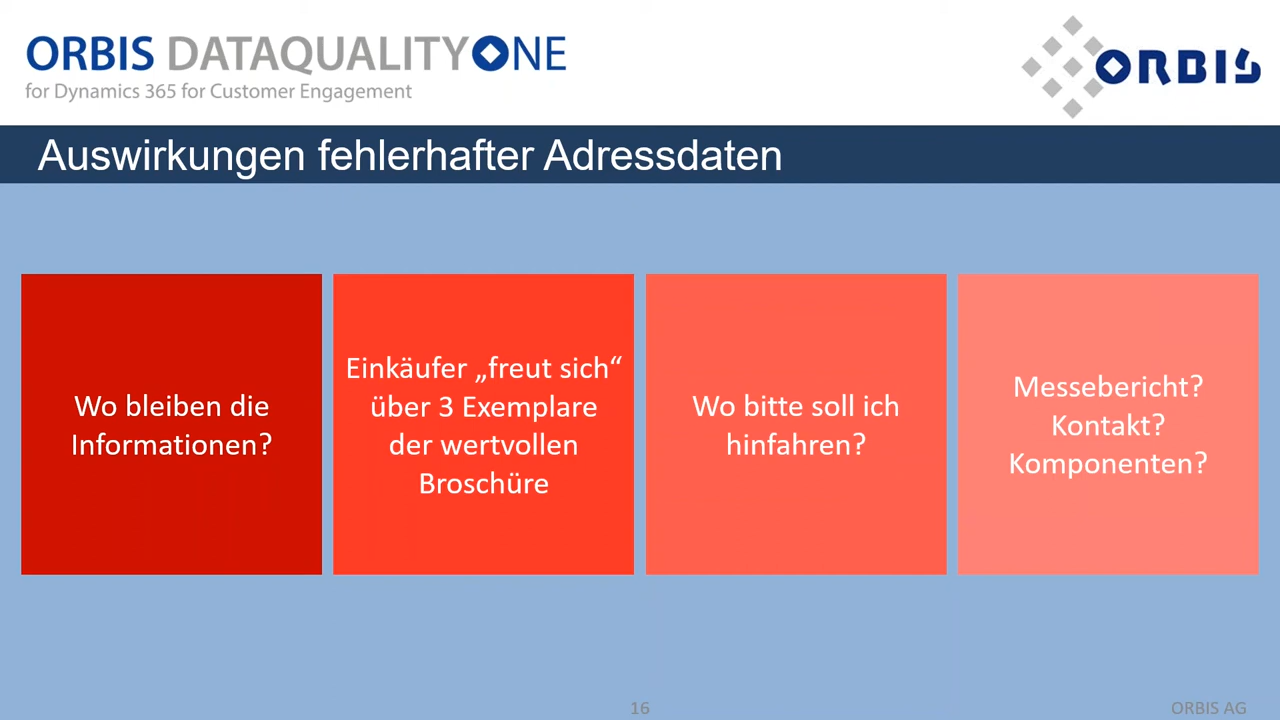 ORBIS DATAQUALITYONE
for Dynamics 365 for Customer Engagement
ORBIS
Auswirkungen fehlerhafter Adressdaten
Wo bleiben die
Informationen?
Einkäufer „freut sich“
über 3 Exemplare
der wertvollen
Broschüre
Wo bitte soll ich
hinfahren?
Messebericht?
Kontakt?
Komponenten?
16
ORBIS AG